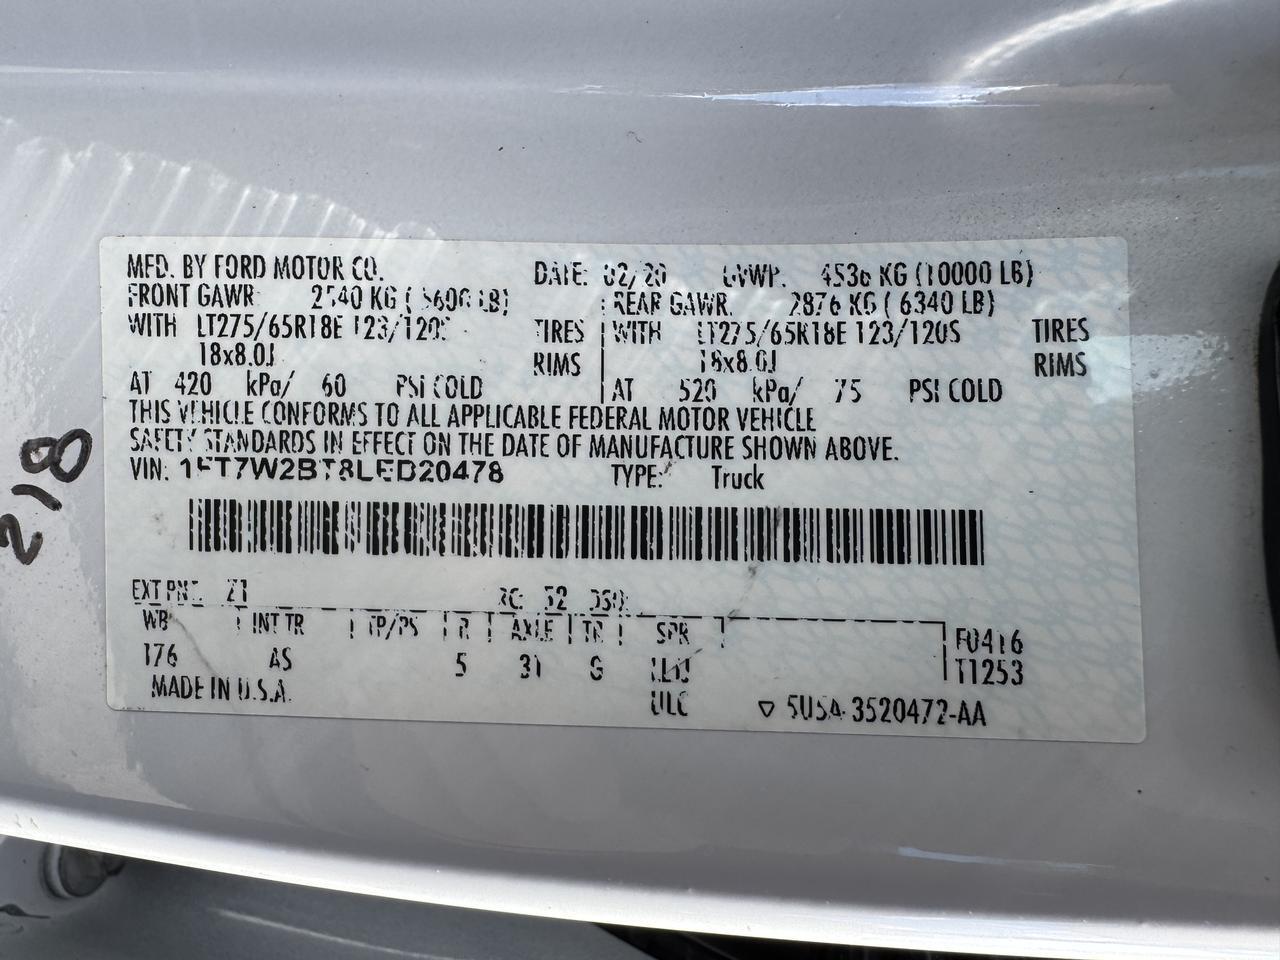 MFD. BY FORD MOTOR CO. DATE: 02/20 GVWR: 4536 KG (10000 LB)
FRONT GAWR: 2540 KG ( 5600 LB) REAR GAWR: 2876 KG ( 6340 LB)
WITH LT275/65R18E 123/120S TIRES WITH LT275/65R18E 123/120S TIRES
18x8.0J RIMS 18x8.0J RIMS
AT 420 kPa/ 60 PSI COLD AT 520 kPa/ 75 PSI COLD
THIS VEHICLE CONFORMS TO ALL APPLICABLE FEDERAL MOTOR VEHICLE
SAFETY STANDARDS IN EFFECT ON THE DATE OF MANUFACTURE SHOWN ABOVE.
VIN: 1FT7W2BT8LED20478 TYPE: Truck
EXT PNT: Z1 RC: 52 DSO:
WB INT TR TP/PS R AXLE TR SPR F0416
176 AS 5 31 G T1253
MADE IN U.S.A. 5U5A-3520472-AA
218